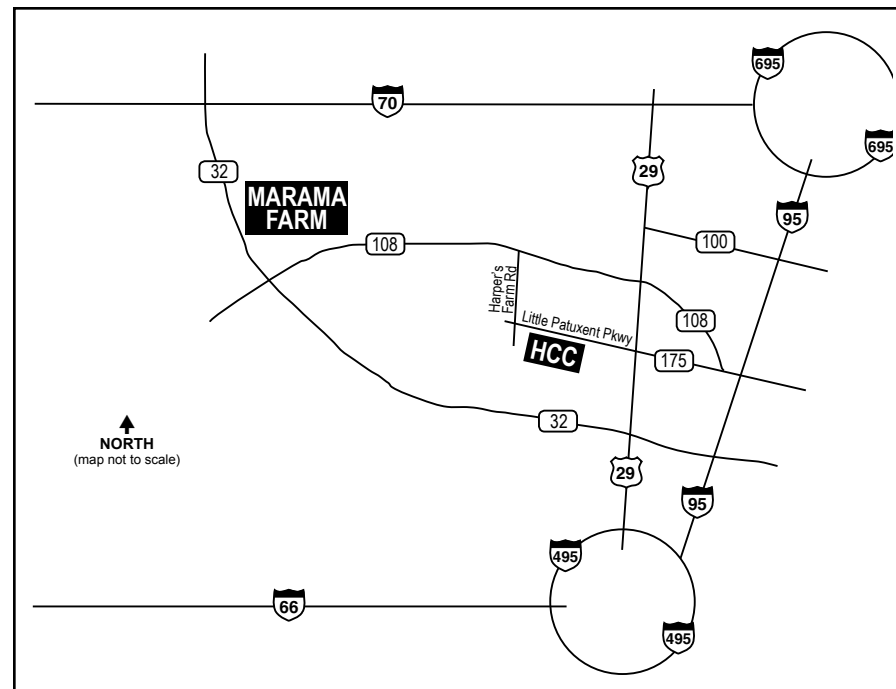 695
70
695
32
29
MARAMA
FARM
95
108
100
Harper's
Farm Rd
Little Patuxent Pkwy
108
HCC
175
32
NORTH
(map not to scale)
29
95
495
66
495